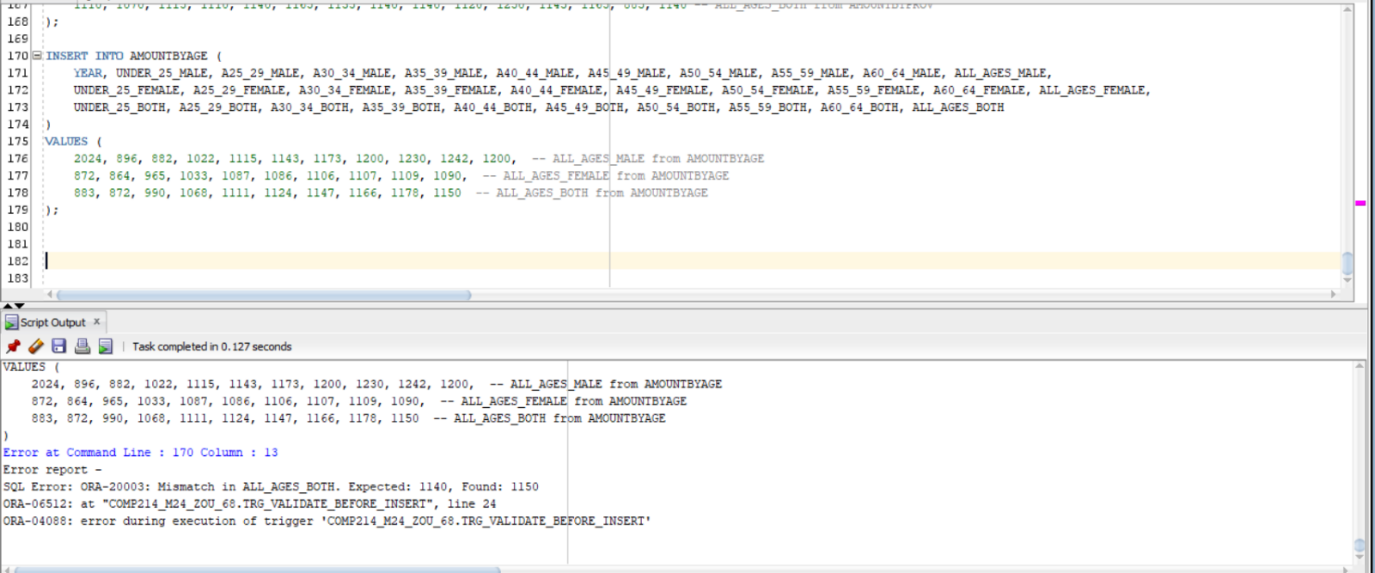 168 );
169
170 INSERT INTO AMOUNTBYAGE (
171 YEAR, UNDER_25_MALE, A25_29_MALE, A30_34_MALE, A35_39_MALE, A40_44_MALE, A45_49_MALE, A50_54_MALE, A55_59_MALE, A60_64_MALE, ALL_AGES_MALE,
172 UNDER_25_FEMALE, A25_29_FEMALE, A30_34_FEMALE, A35_39_FEMALE, A40_44_FEMALE, A45_49_FEMALE, A50_54_FEMALE, A55_59_FEMALE, A60_64_FEMALE, ALL_AGES_FEMALE,
173 UNDER_25_BOTH, A25_29_BOTH, A30_34_BOTH, A35_39_BOTH, A40_44_BOTH, A45_49_BOTH, A50_54_BOTH, A55_59_BOTH, A60_64_BOTH, ALL_AGES_BOTH
174 )
175 VALUES (
176 2024, 896, 882, 1022, 1115, 1143, 1173, 1200, 1230, 1242, 1200, -- ALL_AGES_MALE from AMOUNTBYAGE
177 872, 864, 965, 1033, 1087, 1086, 1106, 1107, 1109, 1090, -- ALL_AGES_FEMALE from AMOUNTBYAGE
178 883, 872, 990, 1068, 1111, 1124, 1147, 1166, 1178, 1150 -- ALL_AGES_BOTH from AMOUNTBYAGE
179 );
180
181
182
183
Script Output x
Task completed in 0.127 seconds
VALUES (
2024, 896, 882, 1022, 1115, 1143, 1173, 1200, 1230, 1242, 1200, -- ALL_AGES_MALE from AMOUNTBYAGE
872, 864, 965, 1033, 1087, 1086, 1106, 1107, 1109, 1090, -- ALL_AGES_FEMALE from AMOUNTBYAGE
883, 872, 990, 1068, 1111, 1124, 1147, 1166, 1178, 1150 -- ALL_AGES_BOTH from AMOUNTBYAGE
)
Error at Command Line : 170 Column : 13
Error report -
SQL Error: ORA-20003: Mismatch in ALL_AGES_BOTH. Expected: 1140, Found: 1150
ORA-06512: at "COMP214_M24_ZOU_68.TRG_VALIDATE_BEFORE_INSERT", line 24
ORA-04088: error during execution of trigger 'COMP214_M24_ZOU_68.TRG_VALIDATE_BEFORE_INSERT'